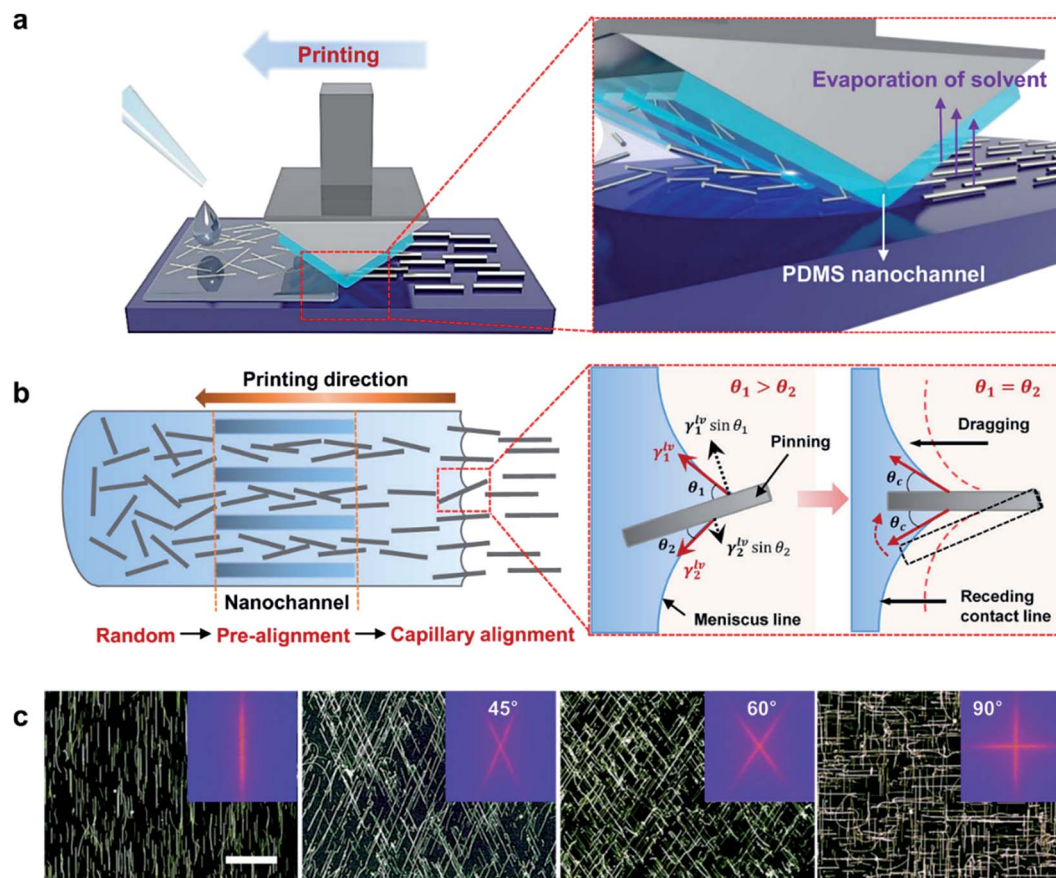 a
Printing
Evaporation of solvent
PDMS nanochannel
b
Printing direction
Nanochannel
Random → Pre-alignment → Capillary alignment
θ₁ > θ₂
γ₁ˡᵛ
γ₁ˡᵛ sin θ₁
Pinning
θ₁
θ₂
γ₂ˡᵛ sin θ₂
γ₂ˡᵛ
Meniscus line
θ₁ = θ₂
Dragging
θc
θc
Receding
contact line
c
45°
60°
90°